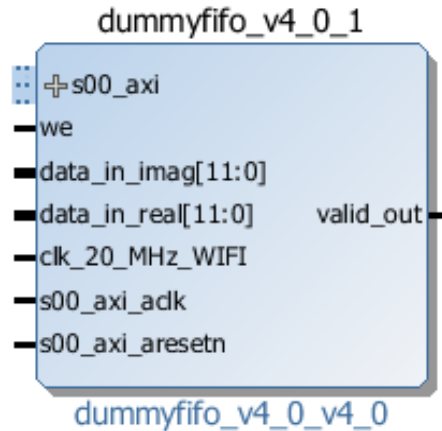 dummyfifo_v4_0_1
s00_axi
we
data_in_imag[11:0]
data_in_real[11:0] valid_out
clk_20_MHz_WIFI
s00_axi_aclk
s00_axi_aresetn
dummyfifo_v4_0_v4_0